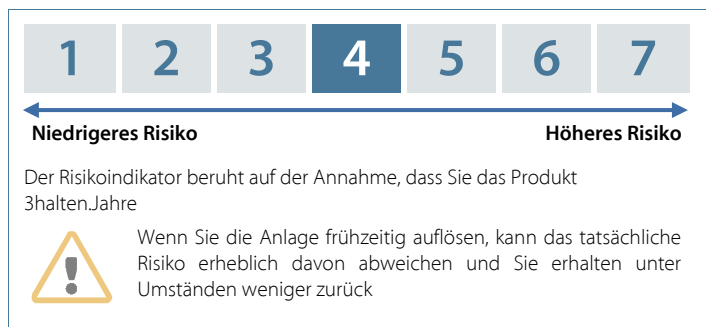 1 2 3 4 5 6 7
Niedrigeres Risiko Höheres Risiko
Der Risikoindikator beruht auf der Annahme, dass Sie das Produkt
3halten.Jahre
Wenn Sie die Anlage frühzeitig auflösen, kann das tatsächliche
Risiko erheblich davon abweichen und Sie erhalten unter
Umständen weniger zurück